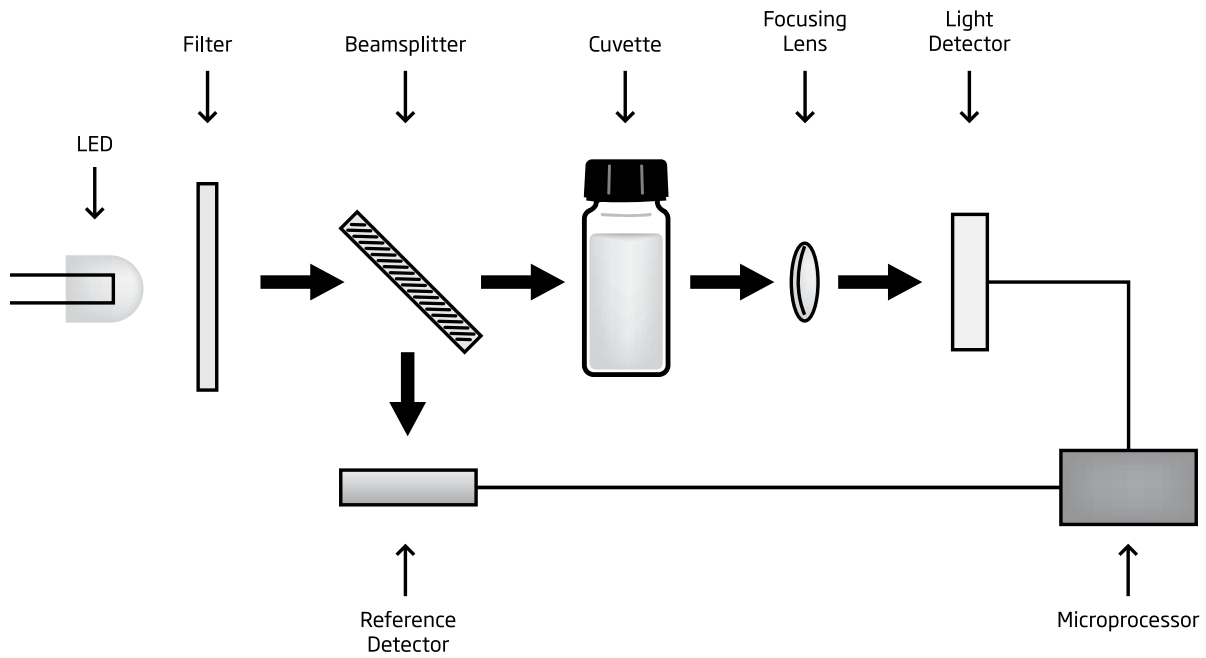 LED
Filter
Beamsplitter
Cuvette
Focusing
Lens
Light
Detector
Reference
Detector
Microprocessor